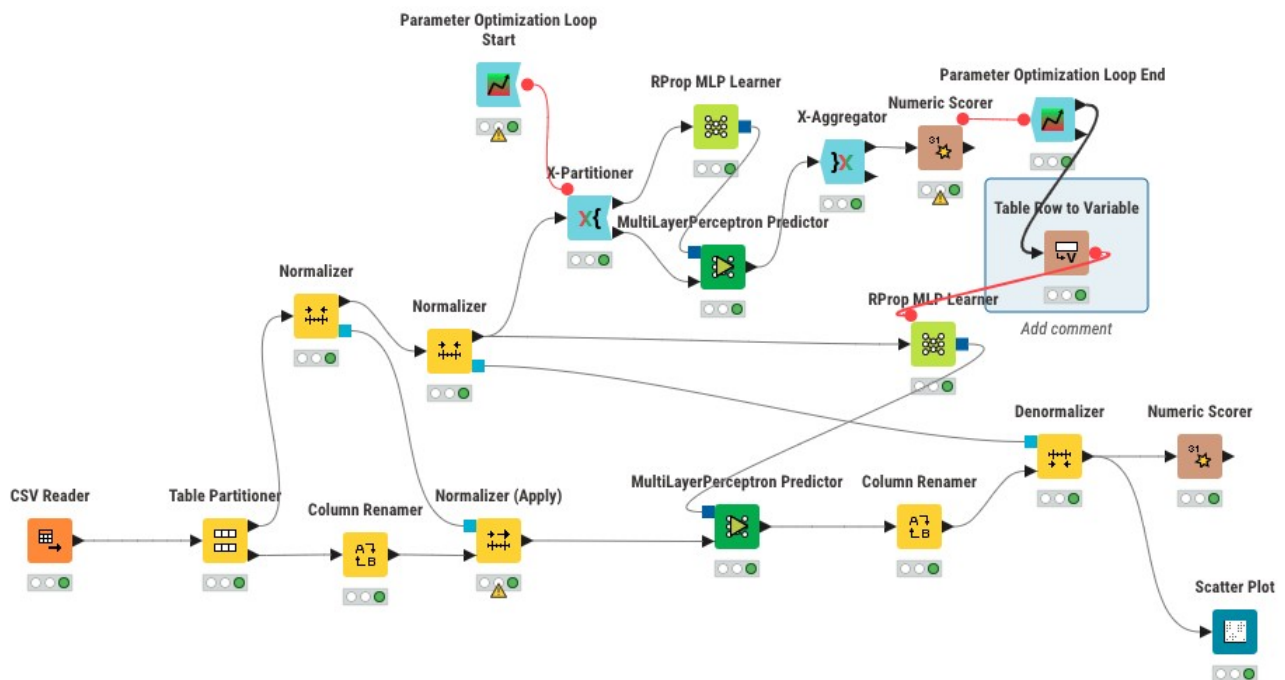 Parameter Optimization Loop
Start
RProp MLP Learner
Parameter Optimization Loop End
Numeric Scorer
X-Aggregator
X-Partitioner
Table Row to Variable
MultiLayerPerceptron Predictor
Normalizer
Normalizer
RProp MLP Learner
Add comment
Denormalizer
Numeric Scorer
CSV Reader
Table Partitioner
Column Renamer
Normalizer (Apply)
MultiLayerPerceptron Predictor
Column Renamer
Scatter Plot